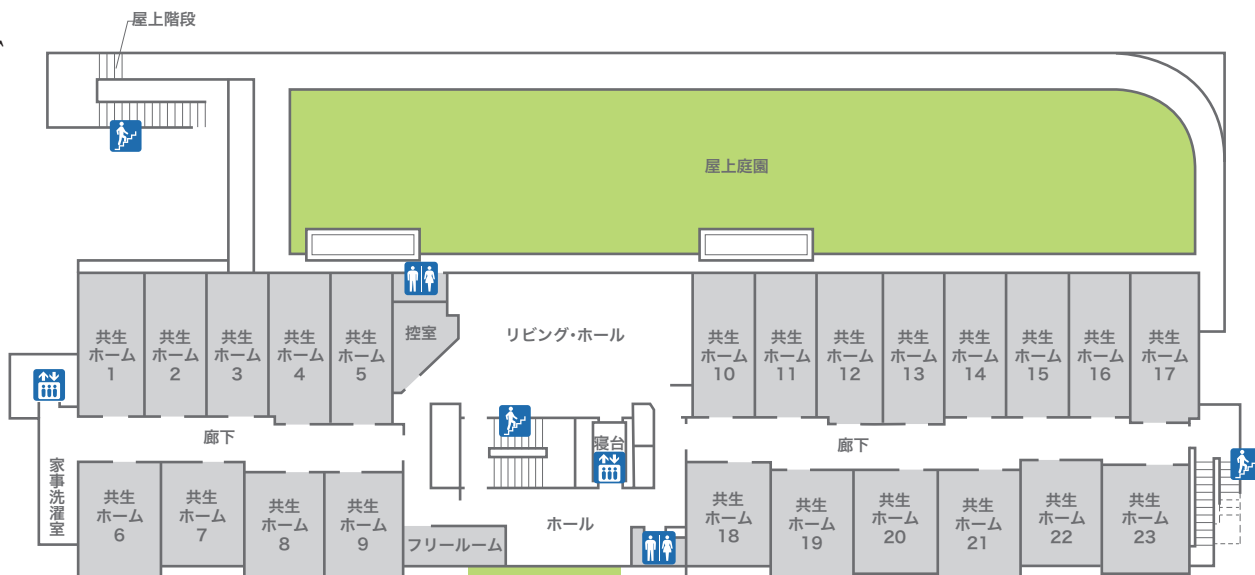 屋上階段
屋上庭園
共生
ホーム
1
共生
ホーム
2
共生
ホーム
3
共生
ホーム
4
共生
ホーム
5
控室
リビング・ホール
共生
ホーム
10
共生
ホーム
11
共生
ホーム
12
共生
ホーム
13
共生
ホーム
14
共生
ホーム
15
共生
ホーム
16
共生
ホーム
17
廊下
寝台
廊下
家事洗濯室
共生
ホーム
6
共生
ホーム
7
共生
ホーム
8
共生
ホーム
9
フリールーム
ホール
共生
ホーム
18
共生
ホーム
19
共生
ホーム
20
共生
ホーム
21
共生
ホーム
22
共生
ホーム
23